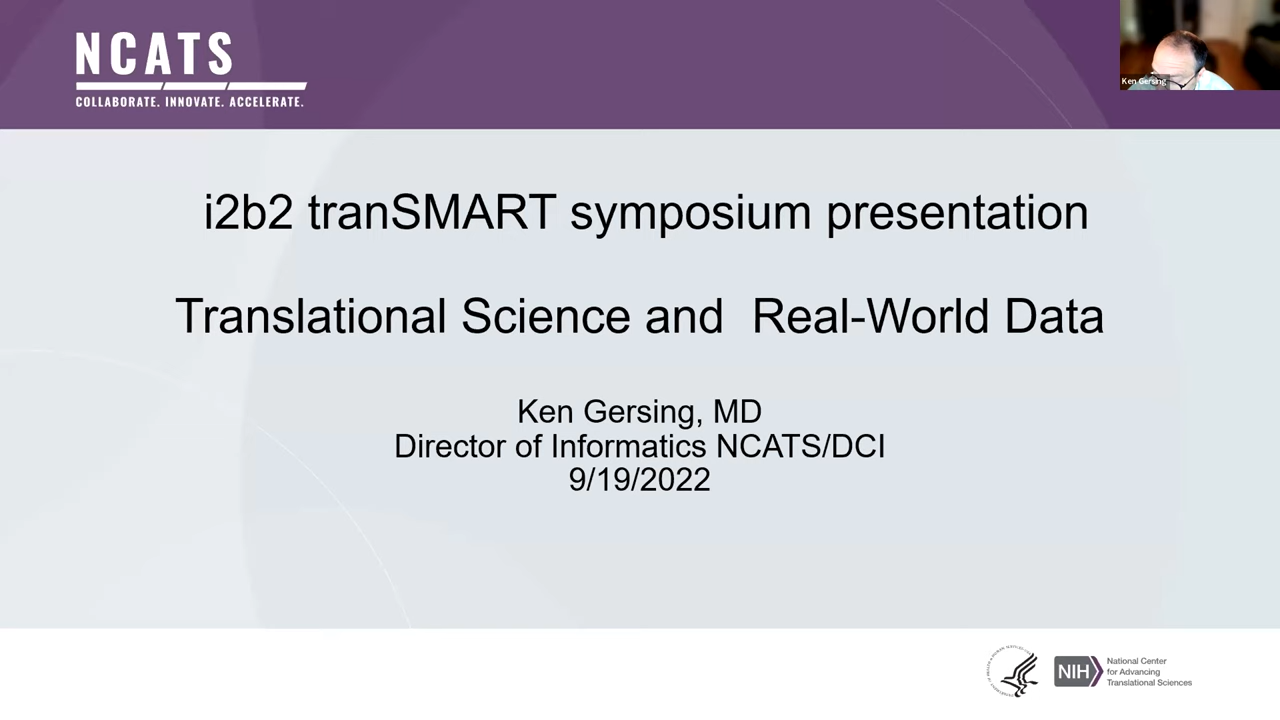 NCATS
COLLABORATE. INNOVATE. ACCELERATE.
Ken Gersing
i2b2 tranSMART symposium presentation
Translational Science and  Real-World Data
Ken Gersing, MD
Director of Informatics NCATS/DCI
9/19/2022
NIH
National Center
for Advancing
Translational Sciences